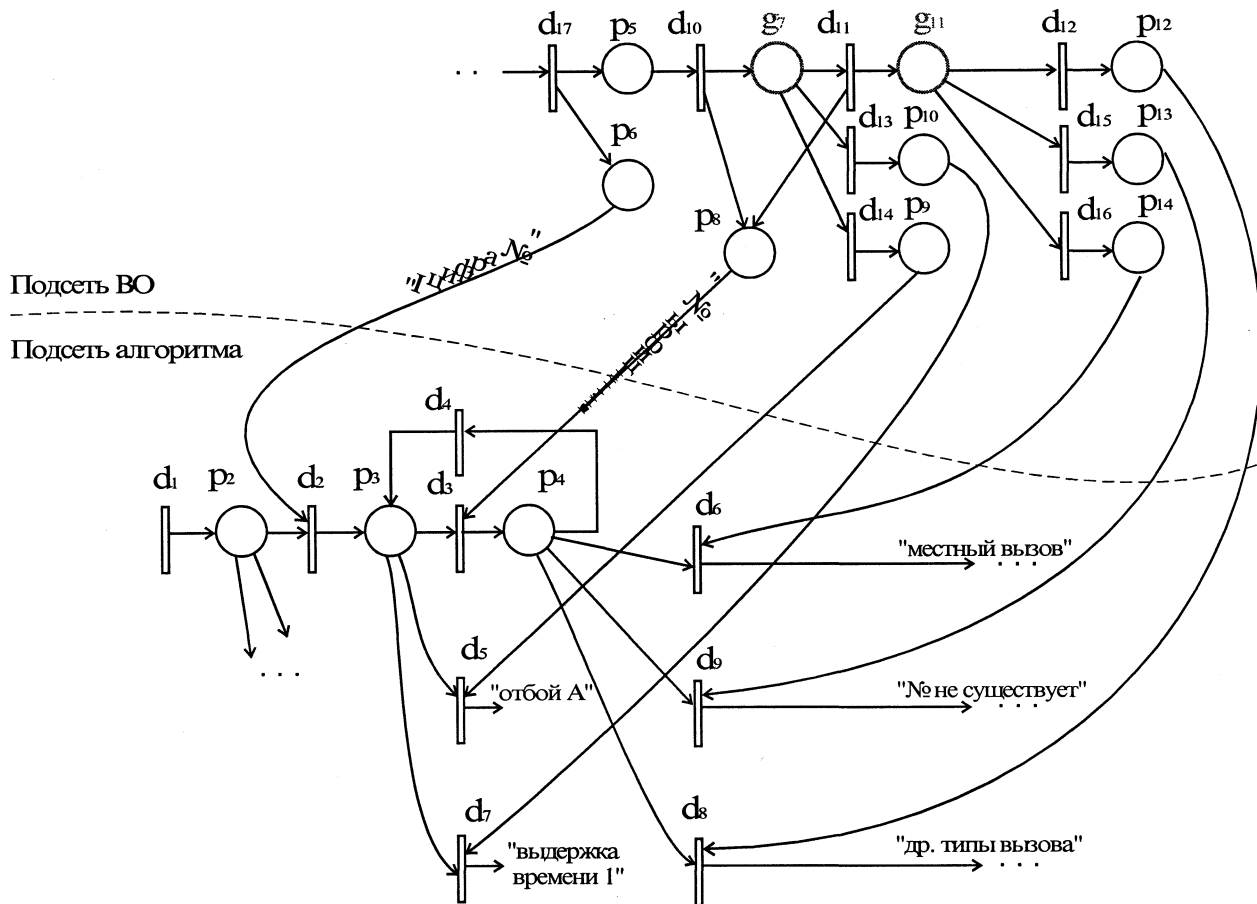 d17 p5 d10 g7 d11 g11 d12 p12
. .
p6 d13 p10 d15 p13
p8 d14 p9 d16 p14
"1 цифра №"
Подсеть ВО
Подсеть алгоритма
d4
d1 p2 d2 p3 d3 p4
d6
"местный вызов" . . .
. . .
d5 d9
"отбой А" "№ не существует" . . .
d7 d8
"выдержка "др. типы вызова" . . .
времени 1"